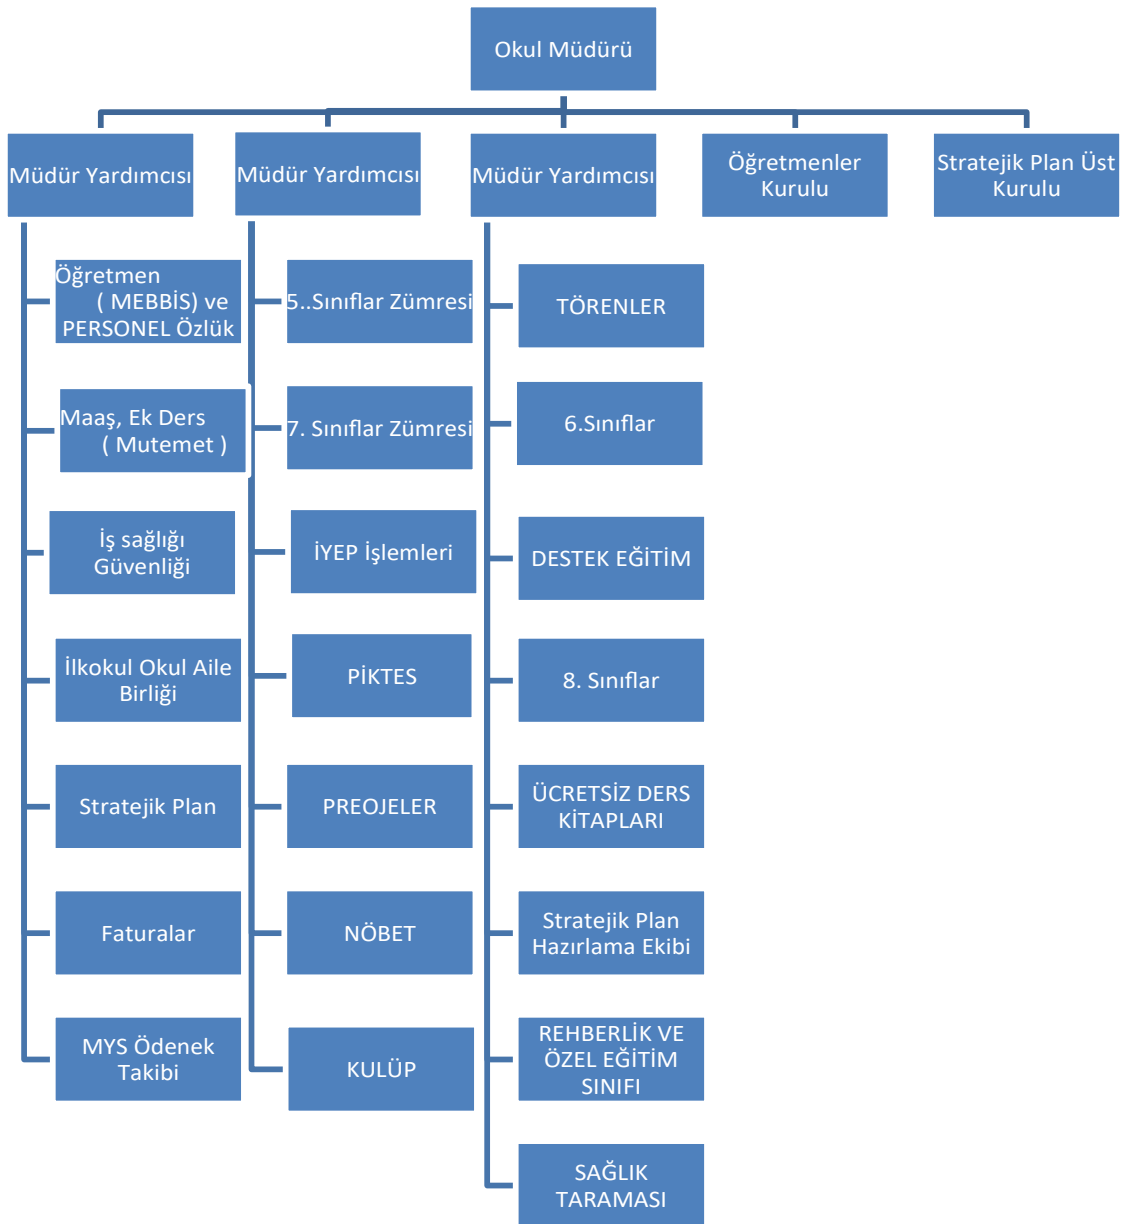 Okul Müdürü
Müdür Yardımcısı
Müdür Yardımcısı
Müdür Yardımcısı
Öğretmenler
Kurulu
Stratejik Plan Üst
Kurulu
Öğretmen
( MEBBİS) ve
PERSONEL Özlük
Maaş, Ek Ders
( Mutemet )
İş sağlığı
Güvenliği
İlkokul Okul Aile
Birliği
Stratejik Plan
Faturalar
MYS Ödenek
Takibi
5..Sınıflar Zümresi
7. Sınıflar Zümresi
İYEP İşlemleri
PİKTES
PREOJELER
NÖBET
KULÜP
TÖRENLER
6.Sınıflar
DESTEK EĞİTİM
8. Sınıflar
ÜCRETSİZ DERS
KİTAPLARI
Stratejik Plan
Hazırlama Ekibi
REHBERLİK VE
ÖZEL EĞİTİM
SINIFI
SAĞLIK
TARAMASI